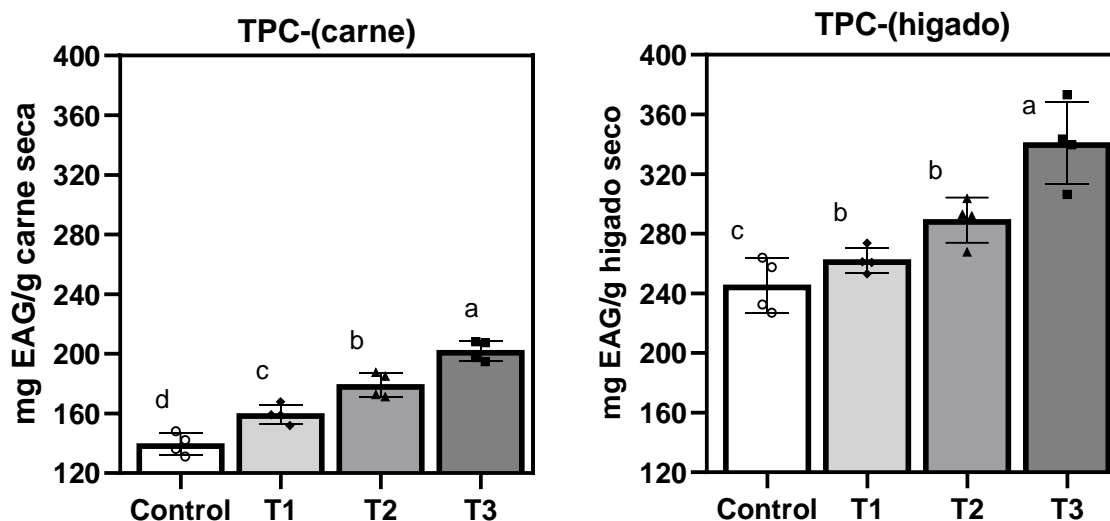 TPC-(carne)
mg EAG/g carne seca
400
360
320
280
240
200
160
120
d
c
b
a
Control T1 T2 T3
TPC-(higado)
mg EAG/g higado seco
400
360
320
280
240
200
160
120
c
b
b
a
Control T1 T2 T3